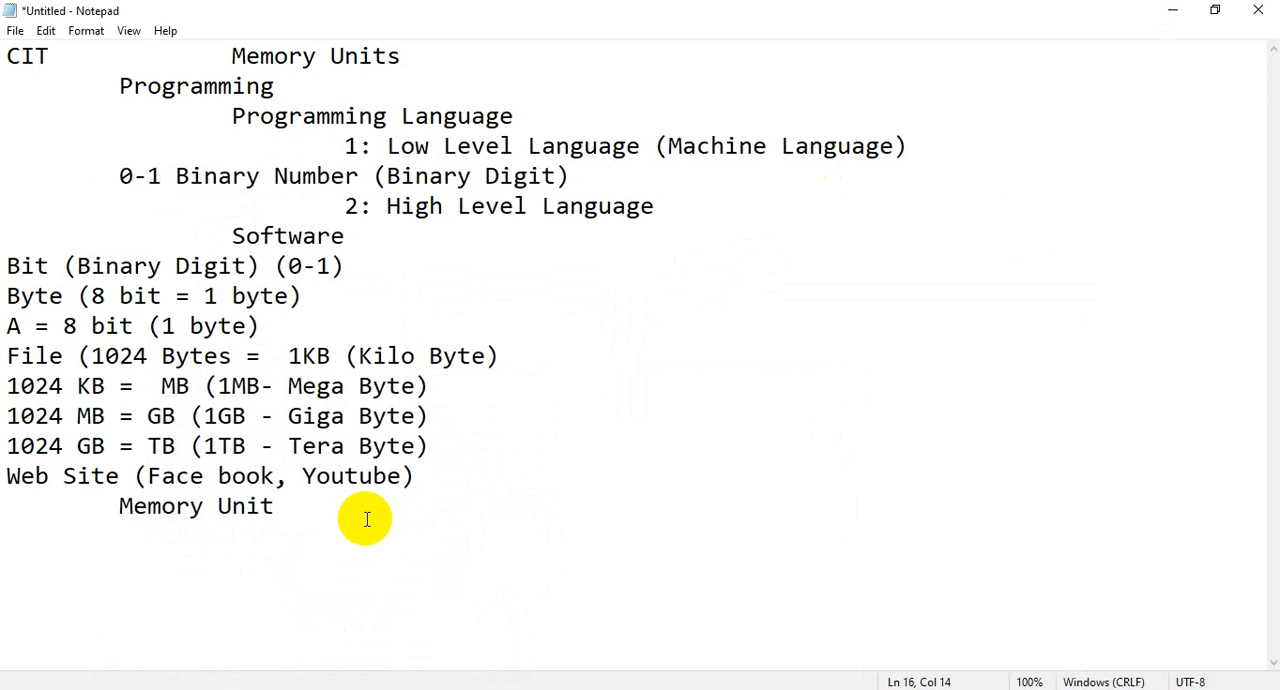 *Untitled - Notepad
File Edit Format View Help
CIT Memory Units
Programming
Programming Language
1: Low Level Language (Machine Language)
0-1 Binary Number (Binary Digit)
2: High Level Language
Software
Bit (Binary Digit) (0-1)
Byte (8 bit = 1 byte)
A = 8 bit (1 byte)
File (1024 Bytes =  1KB (Kilo Byte)
1024 KB =  MB (1MB- Mega Byte)
1024 MB = GB (1GB - Giga Byte)
1024 GB = TB (1TB - Tera Byte)
Web Site (Face book, Youtube)
Memory Unit
Ln 16, Col 14 100% Windows (CRLF) UTF-8